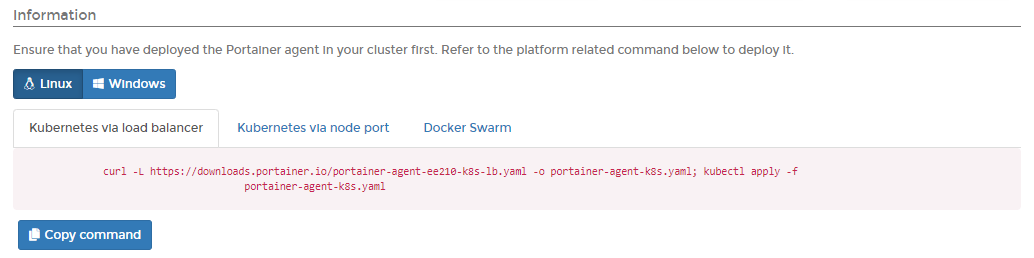 Information
Ensure that you have deployed the Portainer agent in your cluster first. Refer to the platform related command below to deploy it.
Linux Windows
Kubernetes via load balancer Kubernetes via node port Docker Swarm
curl -L https://downloads.portainer.io/portainer-agent-ee210-k8s-lb.yaml -o portainer-agent-k8s.yaml; kubectl apply -f
portainer-agent-k8s.yaml
Copy command